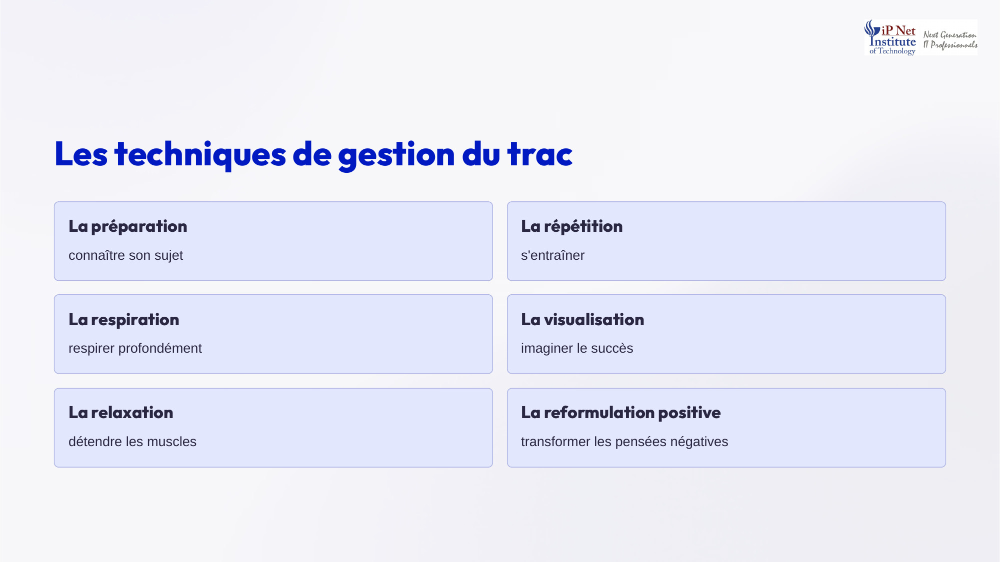 iP Net
Institute
of Technology
Next Generation
IT Professionnels
Les techniques de gestion du trac
La préparation
connaître son sujet
La répétition
s'entraîner
La respiration
respirer profondément
La visualisation
imaginer le succès
La relaxation
détendre les muscles
La reformulation positive
transformer les pensées négatives